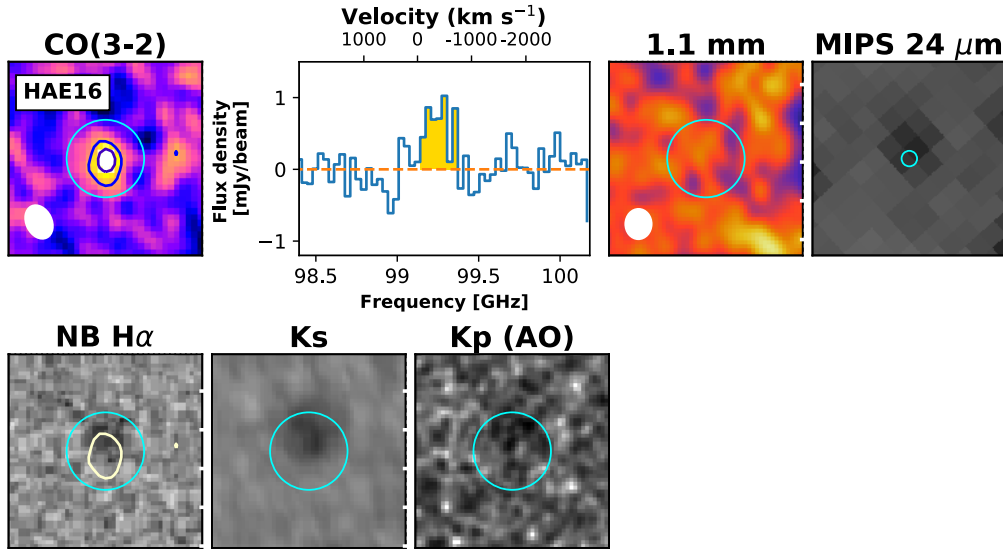 CO(3-2)
HAE16
Velocity (km s⁻¹)
1000 0 -1000 -2000
1
0
−1
Flux density
[mJy/beam]
98.5 99 99.5 100
Frequency [GHz]
1.1 mm
MIPS 24 μm
NB Hα
Ks
Kp (AO)